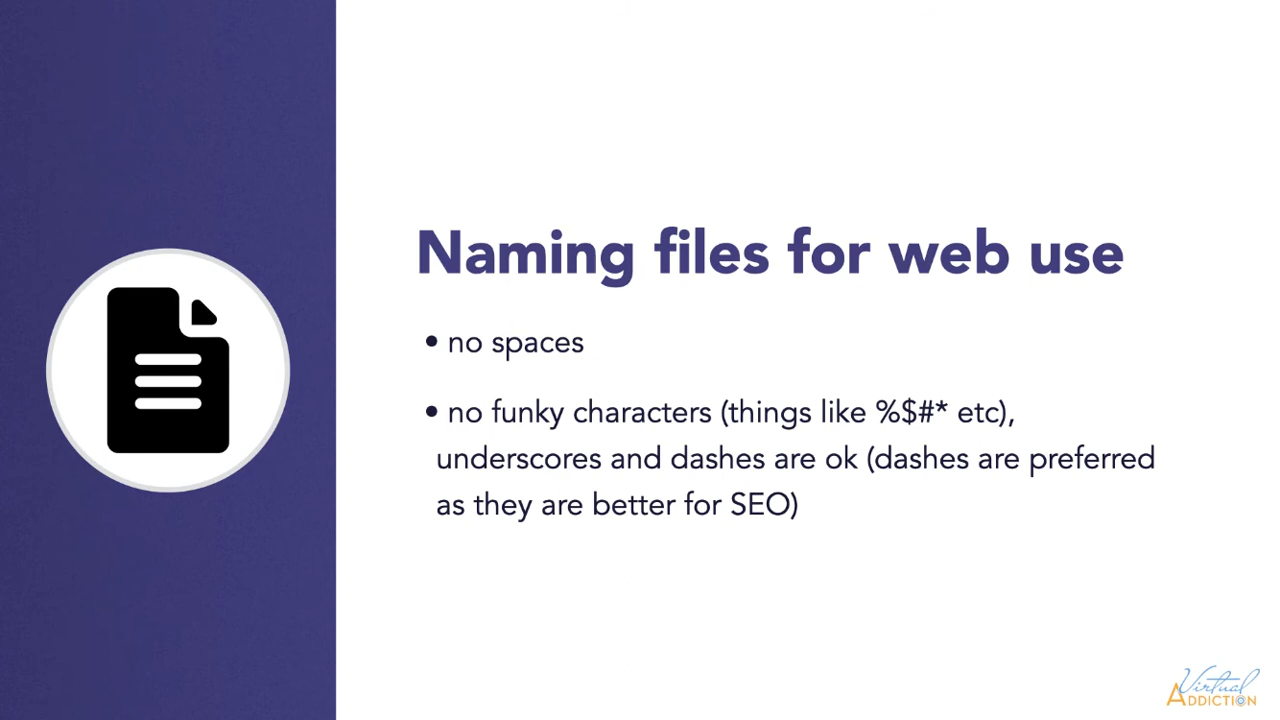 Naming files for web use
• no spaces
• no funky characters (things like %$#* etc),
underscores and dashes are ok (dashes are preferred
as they are better for SEO)
Virtual
ADDICTION